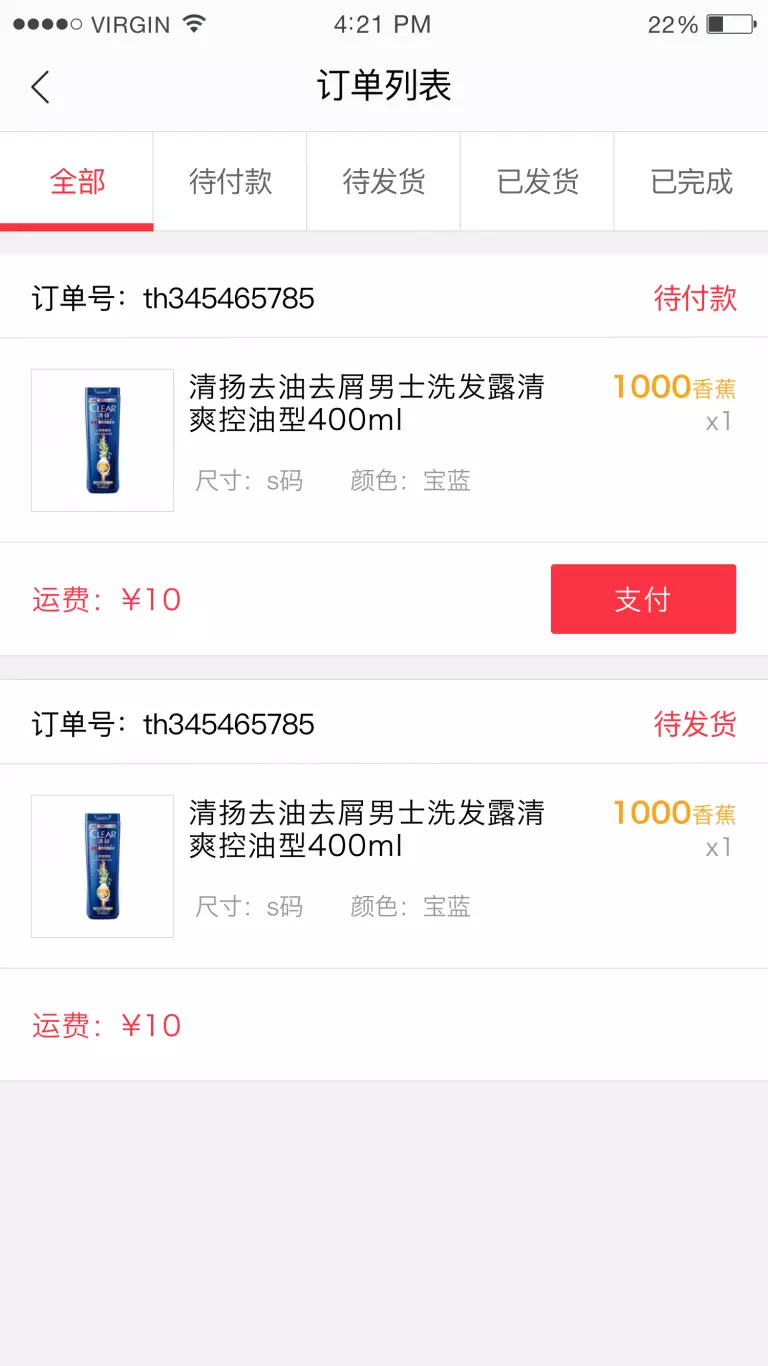 VIRGIN 4:21 PM 22%
订单列表
全部 待付款 待发货 已发货 已完成
订单号：th345465785 待付款
清扬去油去屑男士洗发露清 1000香蕉
爽控油型400ml x1
尺寸：s码 颜色：宝蓝
CLEAR
清扬
运费：¥10 支付
订单号：th345465785 待发货
清扬去油去屑男士洗发露清 1000香蕉
爽控油型400ml x1
尺寸：s码 颜色：宝蓝
CLEAR
清扬
运费：¥10